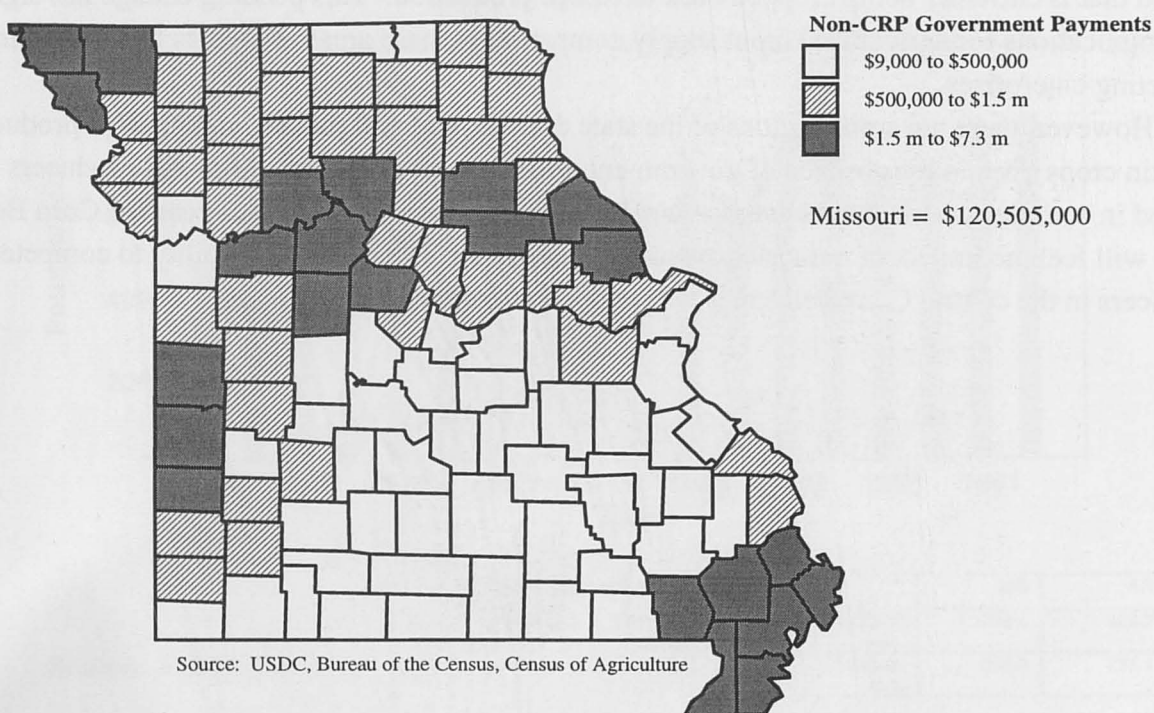 Non-CRP Government Payments
$9,000 to $500,000
$500,000 to $1.5 m
$1.5 m to $7.3 m
Missouri = $120,505,000
Source: USDC, Bureau of the Census, Census of Agriculture